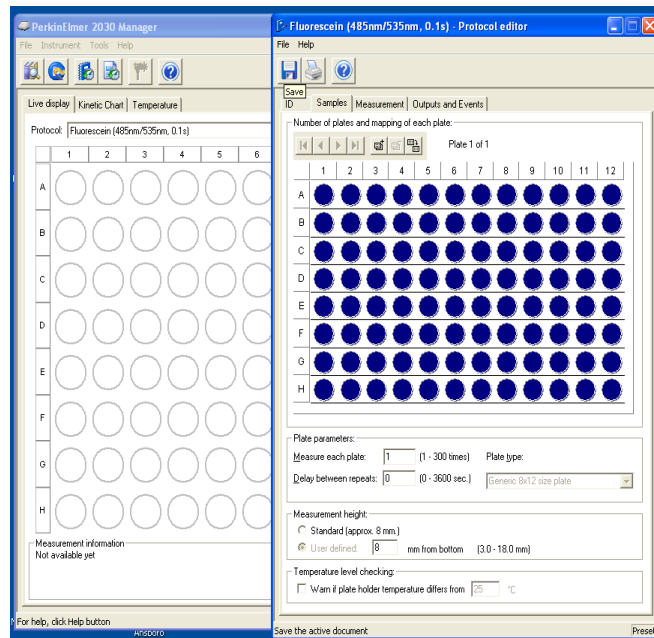 PerkinElmer 2030 Manager
File Instrument Tools Help
Live display Kinetic Chart Temperature
Protocol: Fluorescein (485nm/535nm, 0.1s)
1 2 3 4 5 6
A
B
C
D
E
F
G
H
Measurement information
Not available yet
For help, click Help button
Ansboro
Fluorescein (485nm/535nm, 0.1s) - Protocol editor
File Help
Save
ID Samples Measurement Outputs and Events
Number of plates and mapping of each plate:
Plate 1 of 1
1 2 3 4 5 6 7 8 9 10 11 12
A
B
C
D
E
F
G
H
Plate parameters:
Measure each plate: 1 (1 - 300 times) Plate type:
Delay between repeats: 0 (0 - 3600 sec.) Generic 8x12 size plate
Measurement height:
Standard (approx. 8 mm.)
User defined: 8 mm from bottom (3.0 - 18.0 mm)
Temperature level checking:
Warn if plate holder temperature differs from 25 °C
Save the active document